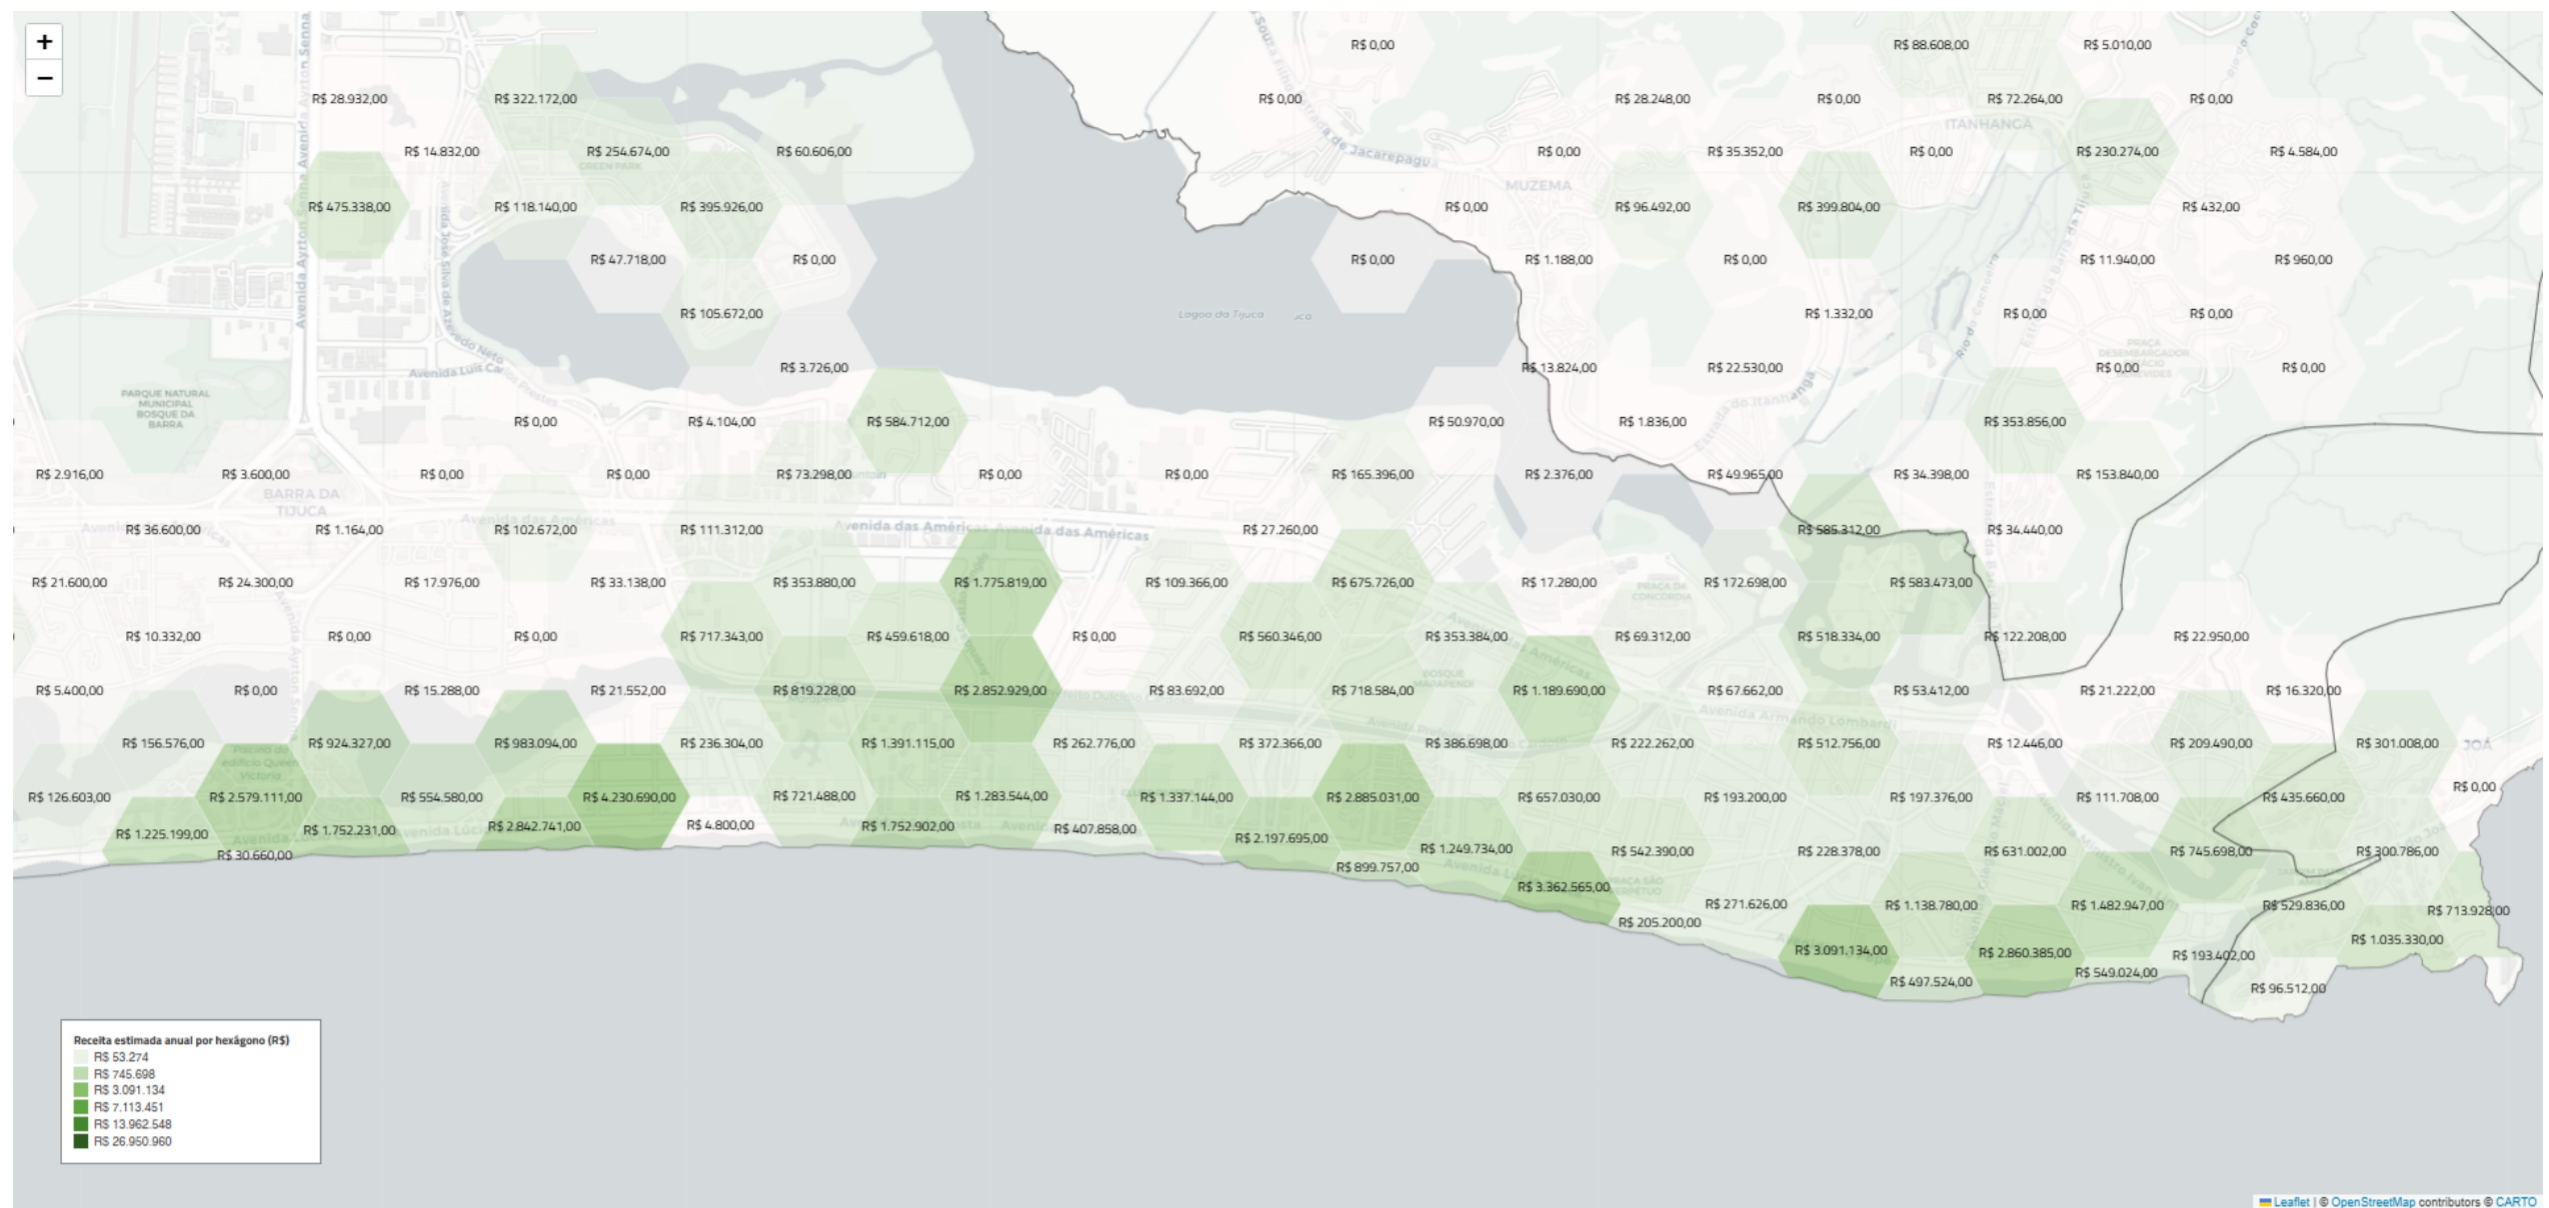 +
−
R$ 0,00
R$ 88.608,00
R$ 5.010,00
R$ 28.932,00
R$ 322.172,00
R$ 0,00
R$ 28.248,00
R$ 0,00
R$ 72.264,00
R$ 0,00
ITANHANGÁ
R$ 14.832,00
R$ 254.674,00
R$ 60.606,00
R$ 0,00
R$ 35.352,00
R$ 0,00
R$ 230.274,00
R$ 4.584,00
GREEN PARK
MUZEMA
R$ 475.338,00
R$ 118.140,00
R$ 395.926,00
R$ 0,00
R$ 96.492,00
R$ 399.804,00
R$ 432,00
R$ 47.718,00
R$ 0,00
R$ 0,00
R$ 1.188,00
R$ 0,00
R$ 11.940,00
R$ 960,00
R$ 105.672,00
Lagoa da Tijuca
R$ 1.332,00
R$ 0,00
R$ 0,00
R$ 3.726,00
R$ 13.824,00
R$ 22.530,00
R$ 0,00
R$ 0,00
PARQUE NATURAL
MUNICIPAL
BOSQUE DA
BARRA
R$ 0,00
R$ 4.104,00
R$ 584.712,00
R$ 50.970,00
R$ 1.836,00
R$ 353.856,00
R$ 2.916,00
R$ 3.600,00
R$ 0,00
R$ 0,00
R$ 73.298,00
R$ 0,00
R$ 0,00
R$ 165.396,00
R$ 2.376,00
R$ 49.965,00
R$ 34.398,00
R$ 153.840,00
BARRA DA
TIJUCA
R$ 36.600,00
R$ 1.164,00
R$ 102.672,00
R$ 111.312,00
Avenida das Américas
R$ 27.260,00
R$ 585.312,00
R$ 34.440,00
R$ 21.600,00
R$ 24.300,00
R$ 17.976,00
R$ 33.138,00
R$ 353.880,00
R$ 1.775.819,00
R$ 109.366,00
R$ 675.726,00
R$ 17.280,00
PRAÇA DA
CONCÓRDIA
R$ 172.698,00
R$ 583.473,00
R$ 10.332,00
R$ 0,00
R$ 0,00
R$ 717.343,00
R$ 459.618,00
R$ 0,00
R$ 560.346,00
R$ 353.384,00
R$ 69.312,00
R$ 518.334,00
R$ 122.208,00
R$ 22.950,00
BOSQUE
MARAPENDI
R$ 5.400,00
R$ 0,00
R$ 15.288,00
R$ 21.552,00
R$ 819.228,00
R$ 2.852.929,00
R$ 83.692,00
R$ 718.584,00
R$ 1.189.690,00
R$ 67.662,00
R$ 53.412,00
R$ 21.222,00
R$ 16.320,00
Avenida Armando Lombardi
R$ 156.576,00
R$ 924.327,00
R$ 983.094,00
R$ 236.304,00
R$ 1.391.115,00
R$ 262.776,00
R$ 372.366,00
R$ 386.698,00
R$ 222.262,00
R$ 512.756,00
R$ 12.446,00
R$ 209.490,00
R$ 301.008,00
JOÁ
Piscina do
edifício Queen
Victoria
R$ 0,00
R$ 126.603,00
R$ 2.579.111,00
R$ 554.580,00
R$ 4.230.690,00
R$ 721.488,00
R$ 1.283.544,00
R$ 1.337.144,00
R$ 2.885.031,00
R$ 657.030,00
R$ 193.200,00
R$ 197.376,00
R$ 111.708,00
R$ 435.660,00
R$ 1.225.199,00
R$ 1.752.231,00
R$ 2.842.741,00
R$ 4.800,00
R$ 1.752.902,00
R$ 407.858,00
R$ 2.197.695,00
R$ 1.249.734,00
R$ 542.390,00
R$ 228.378,00
R$ 631.002,00
R$ 745.698,00
R$ 300.786,00
R$ 30.660,00
R$ 899.757,00
R$ 3.362.565,00
R$ 271.626,00
R$ 1.138.780,00
R$ 1.482.947,00
R$ 529.836,00
R$ 713.928,00
R$ 205.200,00
R$ 3.091.134,00
R$ 2.860.385,00
R$ 193.402,00
R$ 1.035.330,00
R$ 497.524,00
R$ 549.024,00
R$ 96.512,00
Receita estimada anual por hexágono (R$)
R$ 53.274
R$ 745.698
R$ 3.091.134
R$ 7.113.451
R$ 13.962.548
R$ 26.950.960
Leaflet | © OpenStreetMap contributors © CARTO